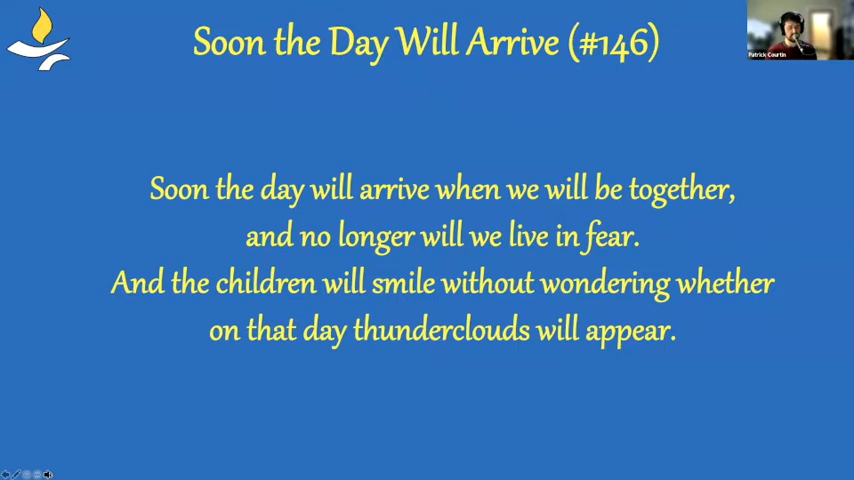 Soon the Day Will Arrive (#146)
Patrick Courtin
Soon the day will arrive when we will be together,
and no longer will we live in fear.
And the children will smile without wondering whether
on that day thunderclouds will appear.